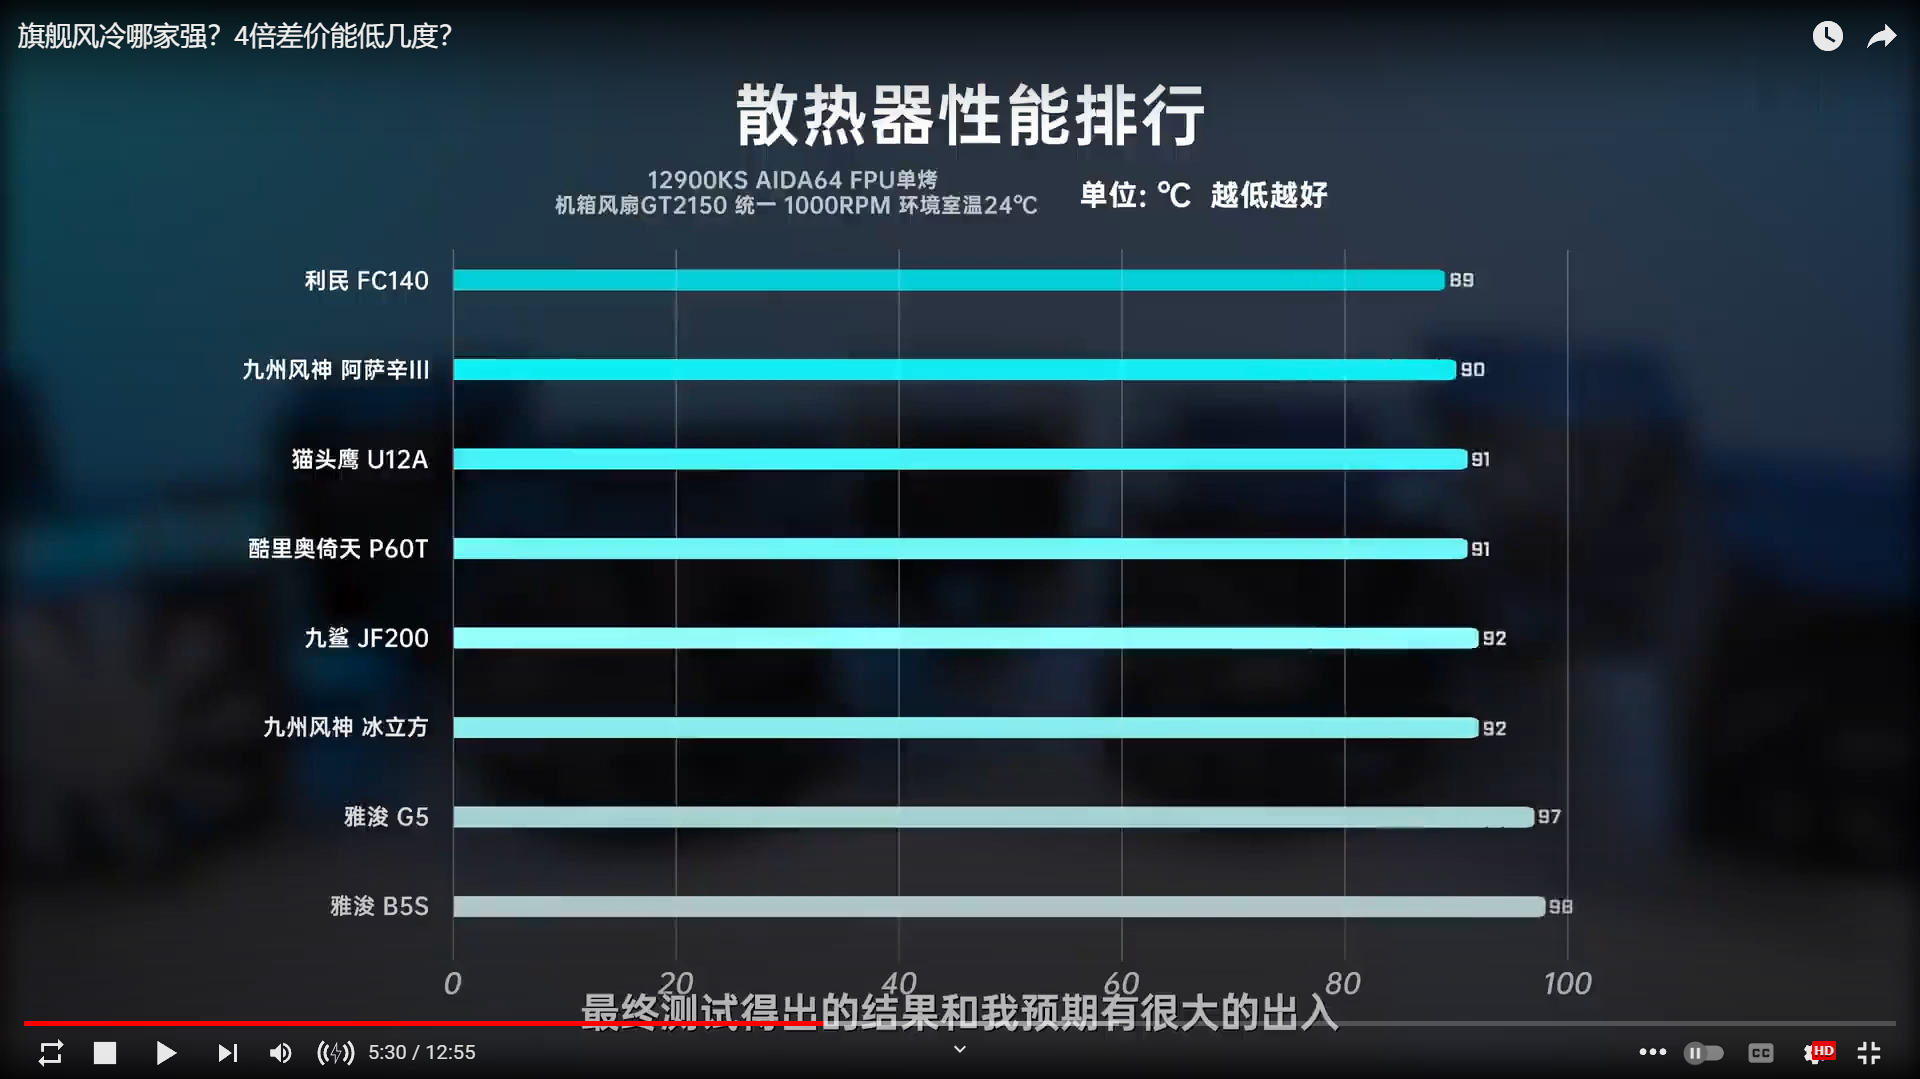 旗舰风冷哪家强？4倍差价能低几度？
散热器性能排行
12900KS AIDA64 FPU单烤
机箱风扇GT2150 统一 1000RPM 环境室温24℃
单位: ℃ 越低越好
利民 FC140 89
九州风神 阿萨辛III 90
猫头鹰 U12A 91
酷里奥倚天 P60T 91
九鲨 JF200 92
九州风神 冰立方 92
雅浚 G5 97
雅浚 B5S 98
0 20 40 60 80 100
最终测试得出的结果和我预期有很大的出入
5:30 / 12:55
CC
HD